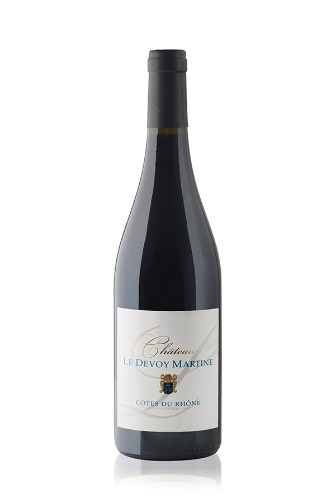 Château
LE DEVOY MARTINE
CÔTES DU RHÔNE